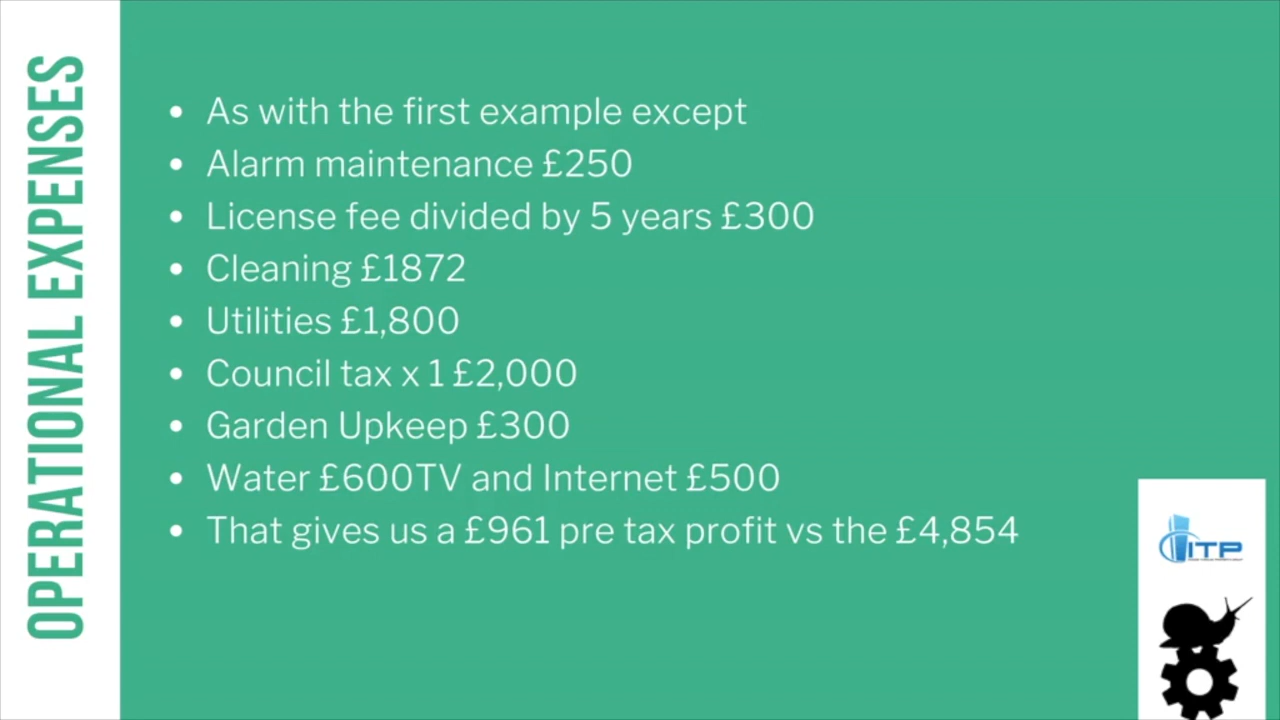 OPERATIONAL EXPENSES
• As with the first example except
• Alarm maintenance £250
• License fee divided by 5 years £300
• Cleaning £1872
• Utilities £1,800
• Council tax x 1 £2,000
• Garden Upkeep £300
• Water £600TV and Internet £500
• That gives us a £961 pre tax profit vs the £4,854
ITP